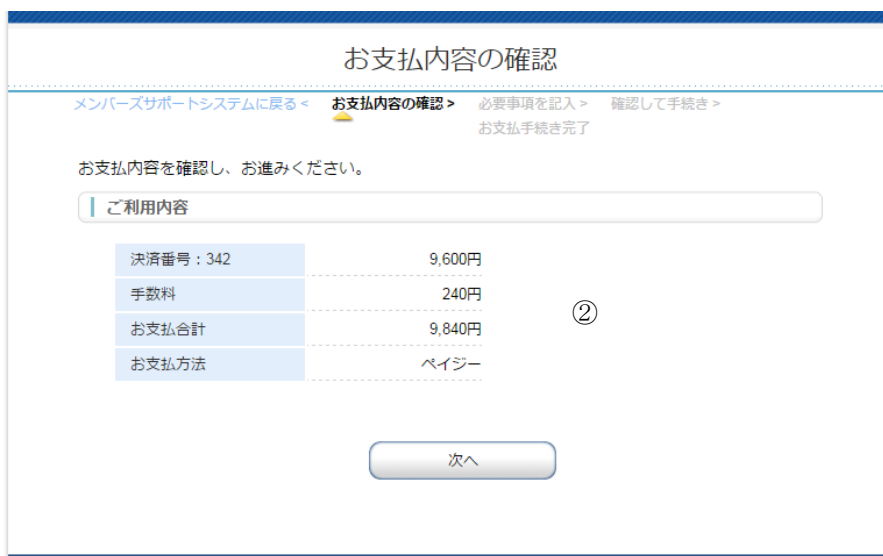 お支払内容の確認
メンバーズサポートシステムに戻る < お支払内容の確認 > 必要事項を記入 > 確認して手続き >
お支払手続き完了
お支払内容を確認し、お進みください。
ご利用内容
決済番号：342 9,600円
手数料 240円
②
お支払合計 9,840円
お支払方法 ペイジー
次へ